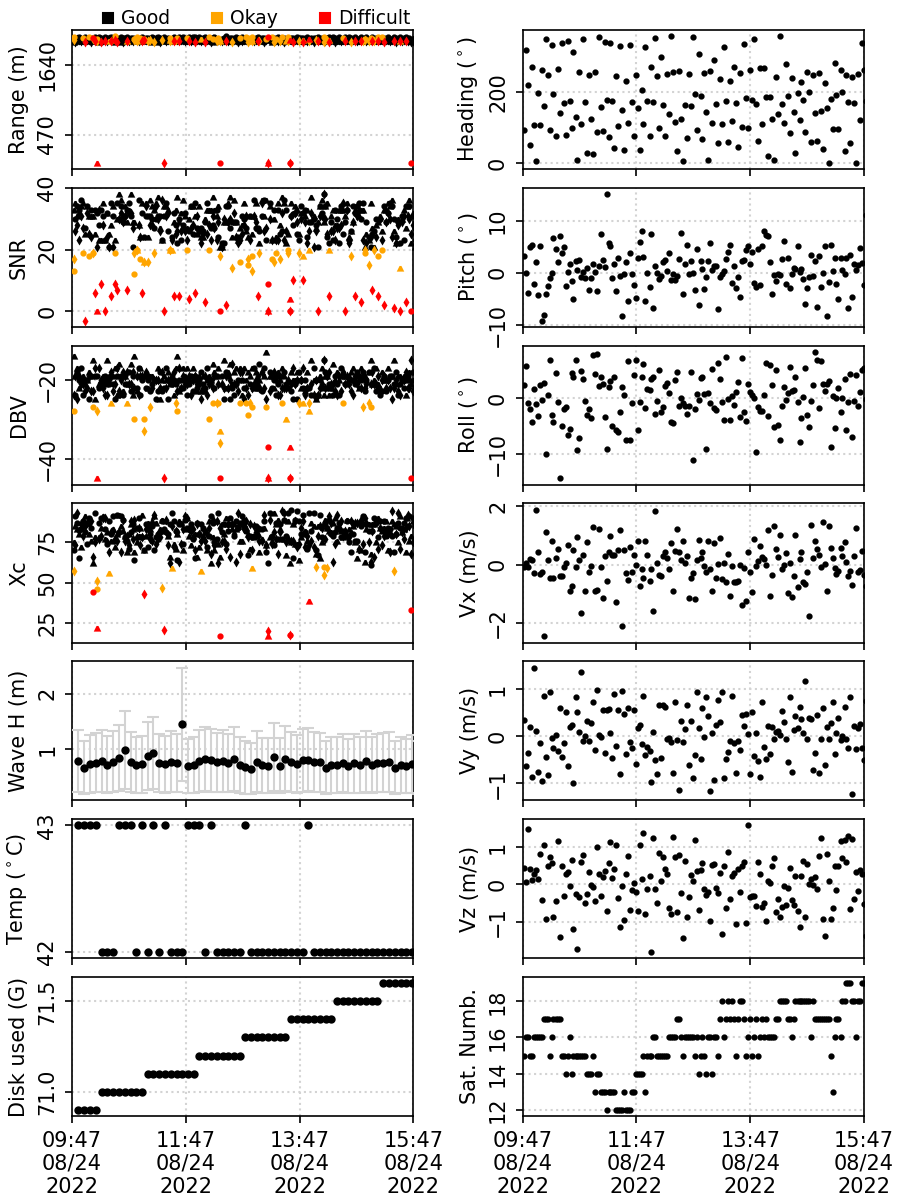 Good Okay Difficult
Range (m)
1640
470
Heading (°)
200
0
SNR
40
20
0
Pitch (°)
10
0
−10
DBV
−20
−40
Roll (°)
0
−10
Xc
75
50
25
Vx (m/s)
2
0
−2
Wave H (m)
2
1
Vy (m/s)
1
0
−1
Temp (°C)
43
42
Vz (m/s)
1
0
−1
Disk used (G)
71.5
71.0
Sat. Numb.
18
16
14
12
09:47 11:47 13:47 15:47 09:47 11:47 13:47 15:47
08/24 08/24 08/24 08/24 08/24 08/24 08/24 08/24
2022 2022 2022 2022 2022 2022 2022 2022